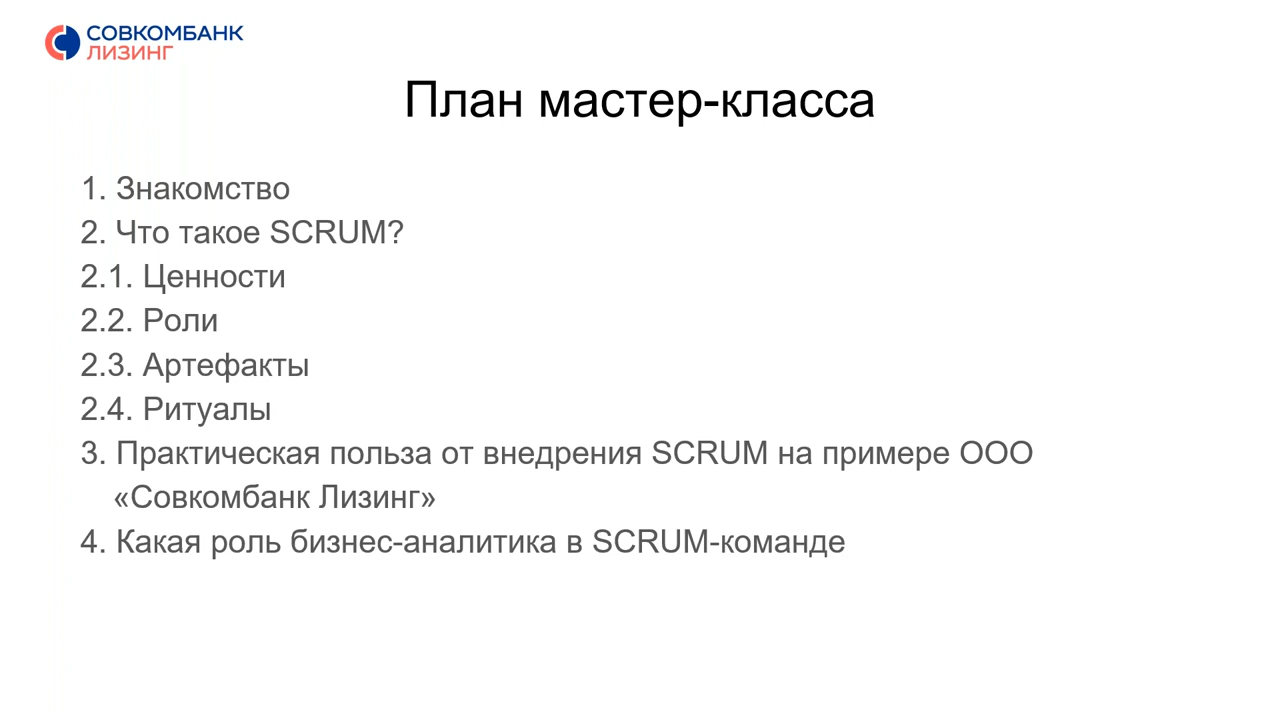 СОВКОМБАНК
ЛИЗИНГ
План мастер-класса
1. Знакомство
2. Что такое SCRUM?
2.1. Ценности
2.2. Роли
2.3. Артефакты
2.4. Ритуалы
3. Практическая польза от внедрения SCRUM на примере ООО
«Совкомбанк Лизинг»
4. Какая роль бизнес-аналитика в SCRUM-команде